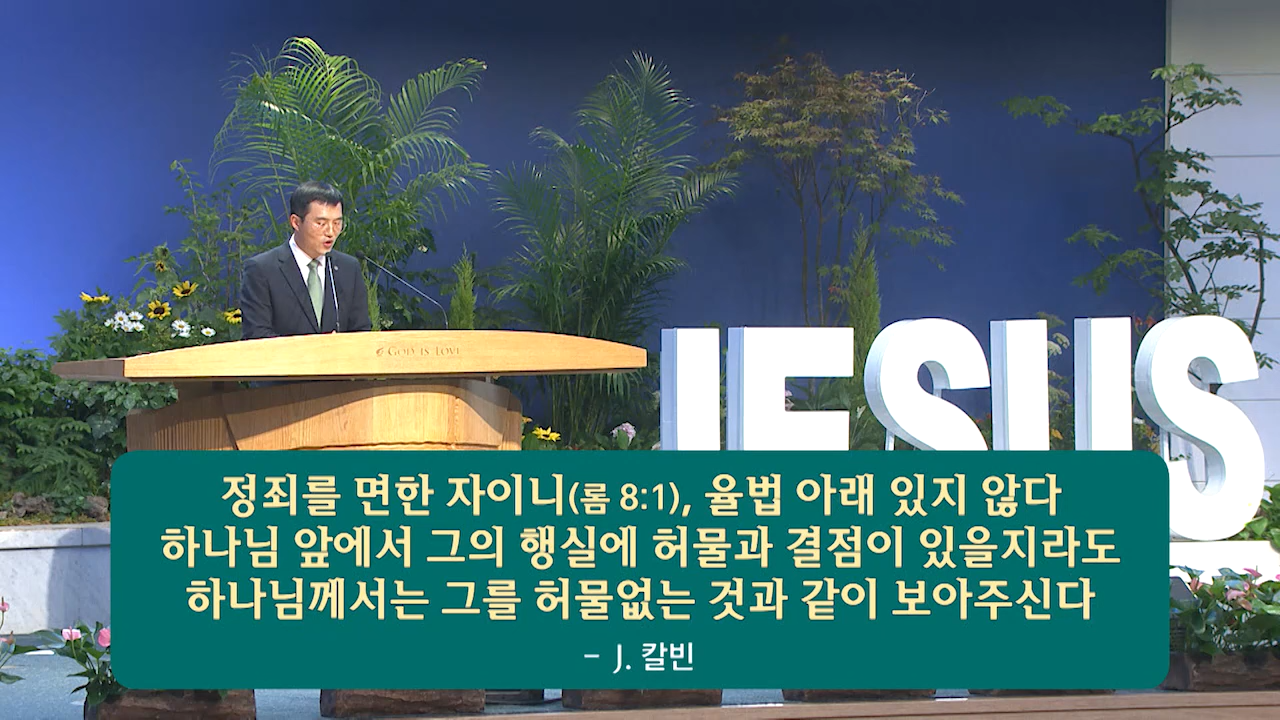 GOD IS LOVE
JESUS
정죄를 면한 자이니(롬 8:1), 율법 아래 있지 않다
하나님 앞에서 그의 행실에 허물과 결점이 있을지라도
하나님께서는 그를 허물없는 것과 같이 보아주신다
– J. 칼빈